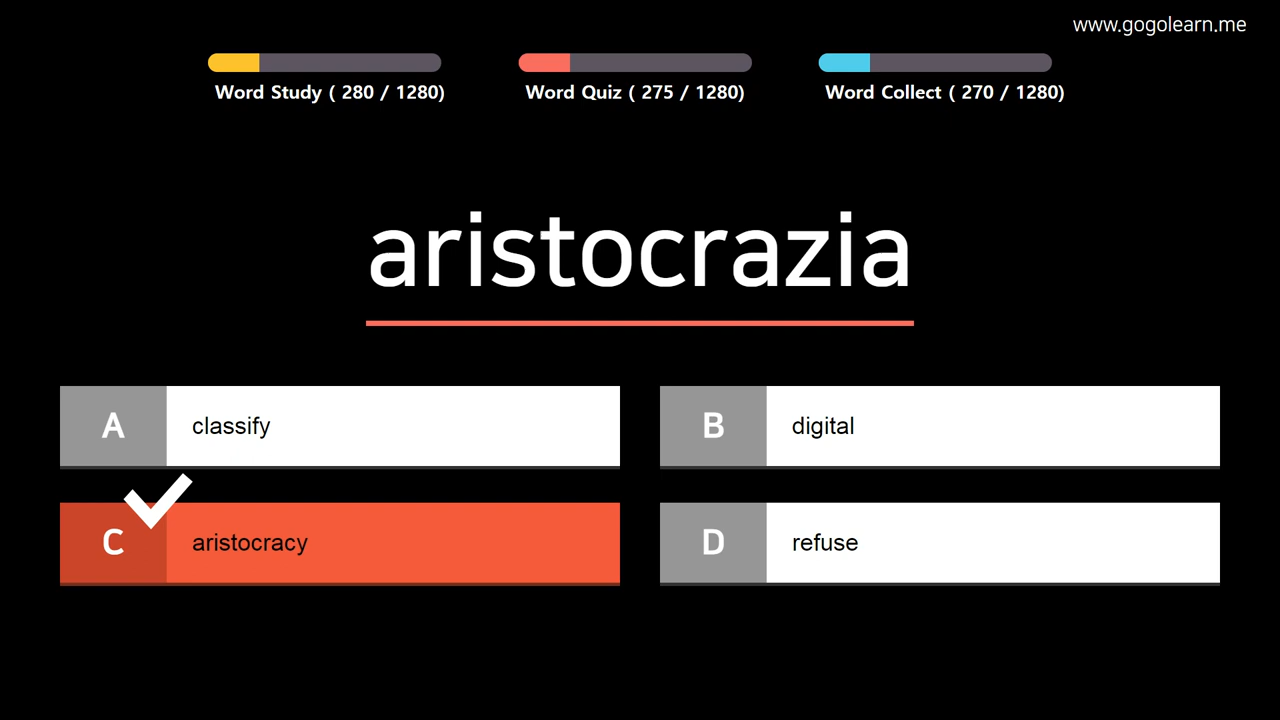 www.gogolearn.me
Word Study ( 280 / 1280)
Word Quiz ( 275 / 1280)
Word Collect ( 270 / 1280)
aristocrazia
A classify
B digital
C aristocracy
D refuse